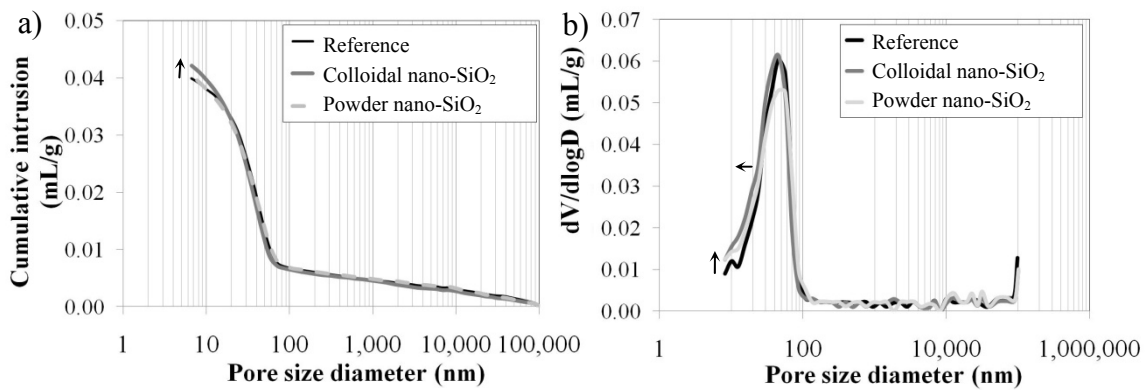 a)
Cumulative intrusion
(mL/g)
0.05
0.04
0.03
0.02
0.01
0.00
Reference
Colloidal nano-SiO₂
Powder nano-SiO₂
1 10 100 1,000 10,000 100,000
Pore size diameter (nm)
b)
dV/dlogD (mL/g)
0.07
0.06
0.05
0.04
0.03
0.02
0.01
0.00
Reference
Colloidal nano-SiO₂
Powder nano-SiO₂
1 100 10,000 1,000,000
Pore size diameter (nm)